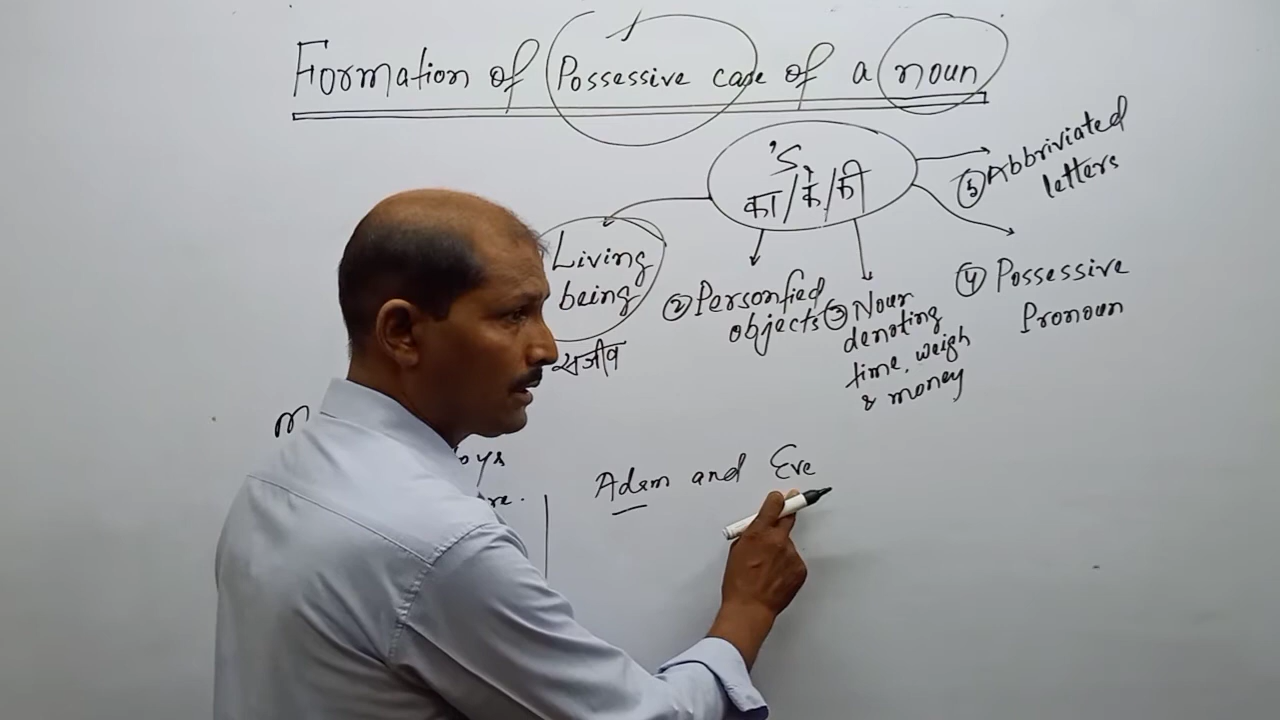 Formation of Possessive case of a noun
's
का/के/की
Living
being
सजीव
② Personfied
objects
③ Noun
denoting
time, weigh
& money
④ Possessive
Pronoun
⑤ Abbriviated
letters
Adam and Eve